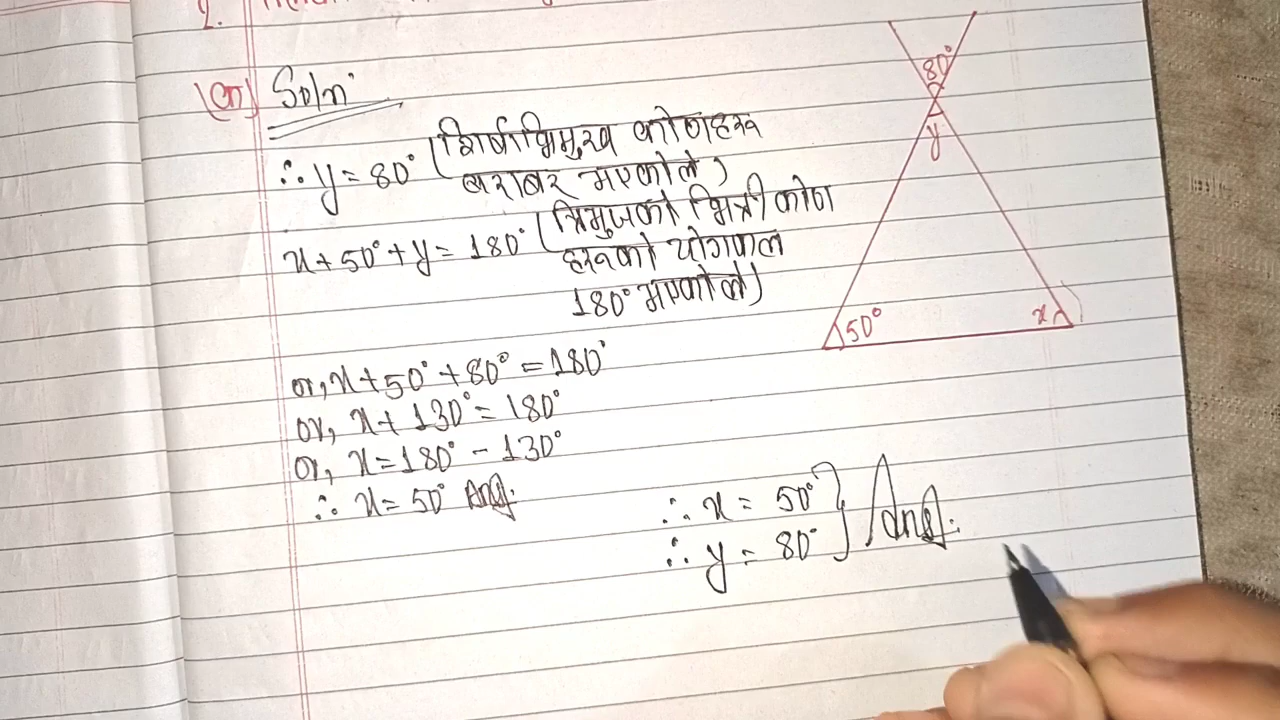 2.
(क) Soln
∴ y = 80° (शिर्षाभिमुख कोणहरु
बराबर भएकोले)
x + 50° + y = 180° (त्रिभुजको भित्री कोण
हरुको योगफल
180° भएकोले)
or, x + 50° + 80° = 180°
or, x + 130° = 180°
or, x = 180° - 130°
∴ x = 50° Ans.
∴ x = 50° } Ans.
∴ y = 80°
80°
y
50°
x